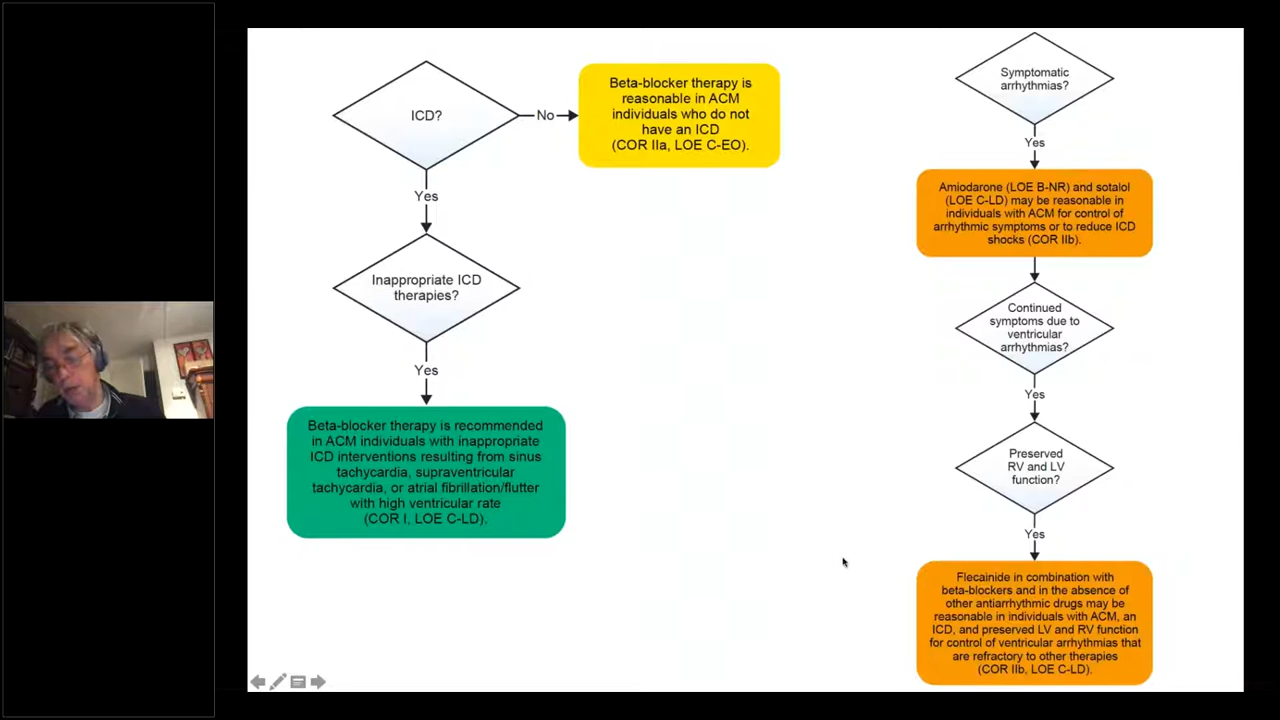 ICD?
No
Beta-blocker therapy is
reasonable in ACM
individuals who do not
have an ICD
(COR IIa, LOE C-EO).
Yes
Inappropriate ICD
therapies?
Yes
Beta-blocker therapy is recommended
in ACM individuals with inappropriate
ICD interventions resulting from sinus
tachycardia, supraventricular
tachycardia, or atrial fibrillation/flutter
with high ventricular rate
(COR I, LOE C-LD).
Symptomatic
arrhythmias?
Yes
Amiodarone (LOE B-NR) and sotalol
(LOE C-LD) may be reasonable in
individuals with ACM for control of
arrhythmic symptoms or to reduce ICD
shocks (COR IIb).
Continued
symptoms due to
ventricular
arrhythmias?
Yes
Preserved
RV and LV
function?
Yes
Flecainide in combination with
beta-blockers and in the absence of
other antiarrhythmic drugs may be
reasonable in individuals with ACM, an
ICD, and preserved LV and RV function
for control of ventricular arrhythmias that
are refractory to other therapies
(COR IIb, LOE C-LD).